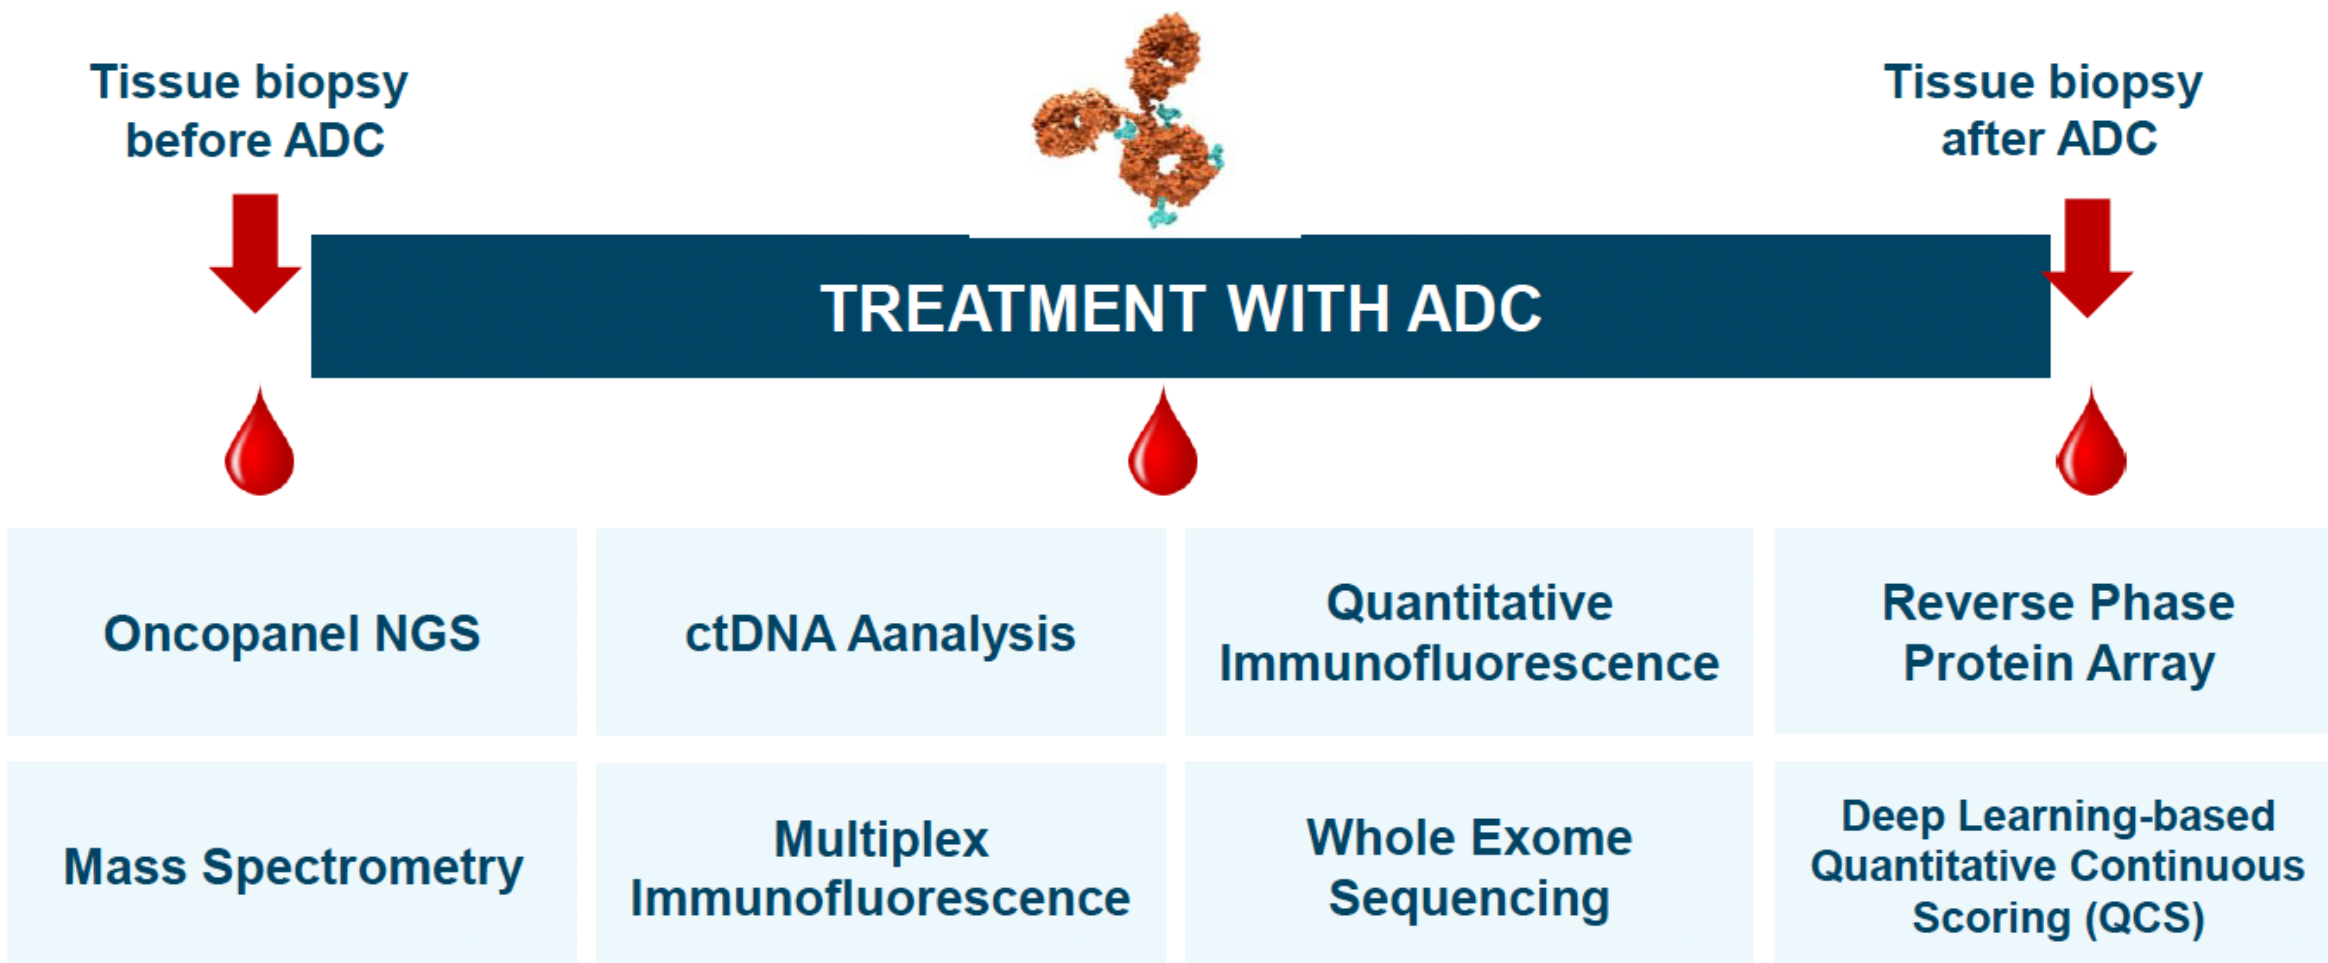 Tissue biopsy
before ADC
Tissue biopsy
after ADC
TREATMENT WITH ADC
Oncopanel NGS
ctDNA Aanalysis
Quantitative
Immunofluorescence
Reverse Phase
Protein Array
Mass Spectrometry
Multiplex
Immunofluorescence
Whole Exome
Sequencing
Deep Learning-based
Quantitative Continuous
Scoring (QCS)